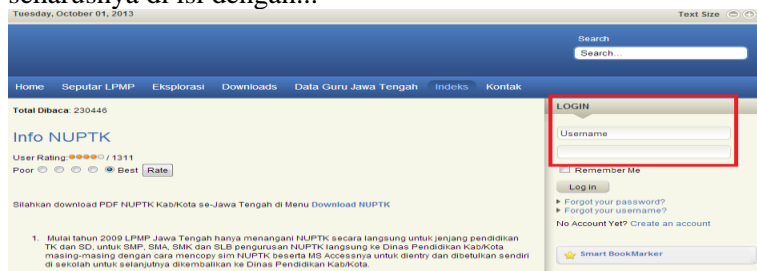 seharusnya di isi dengan...
Tuesday, October 01, 2013
Text Size
Search
Search...
Home Seputar LPMP Eksplorasi Downloads Data Guru Jawa Tengah Indeks Kontak
Total Dibaca: 230446
Info NUPTK
User Rating: / 1311
Poor Best Rate
Silahkan download PDF NUPTK Kab/Kota se-Jawa Tengah di Menu Download NUPTK
1. Mulai tahun 2009 LPMP Jawa Tengah hanya menangani NUPTK secara langsung untuk jenjang pendidikan
TK dan SD, untuk SMP, SMA, SMK dan SLB pengurusan NUPTK langsung ke Dinas Pendidikan Kab/Kota
masing-masing dengan cara mencopy sim NUPTK beserta MS Accessnya untuk dientry dan dibetulkan sendiri
di sekolah untuk selanjutnya dikembalikan ke Dinas Pendidikan Kab/Kota.
LOGIN
Username
Remember Me
Log in
Forgot your password?
Forgot your username?
No Account Yet? Create an account
Smart BookMarker